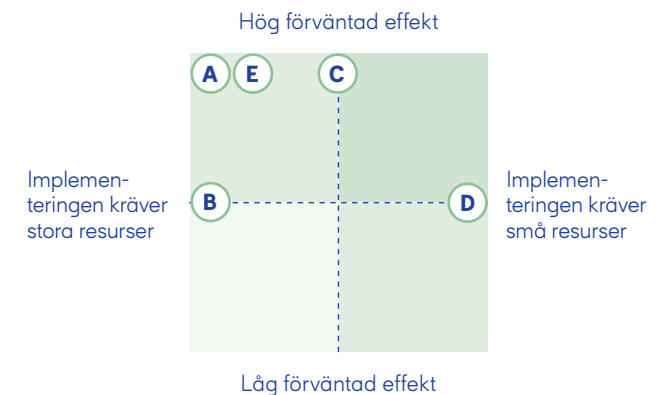 Hög förväntad effekt
A
E
C
Implemen-
teringen kräver
stora resurser
B
D
Implemen-
teringen kräver
små resurser
Låg förväntad effekt